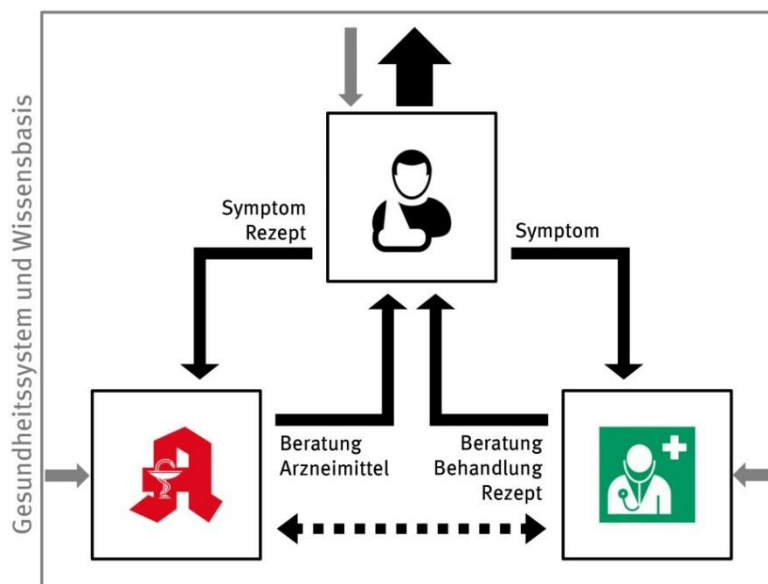 Gesundheitssystem und Wissensbasis
Symptom
Rezept
Symptom
Beratung
Arzneimittel
Beratung
Behandlung
Rezept